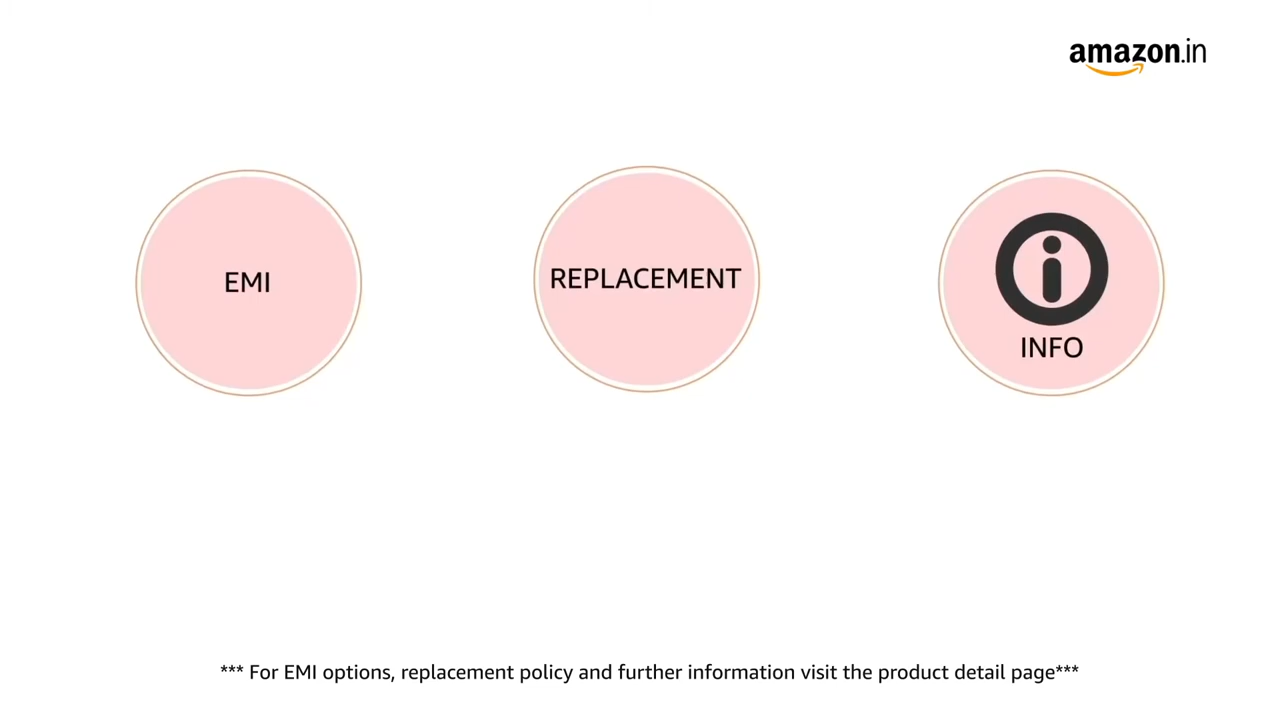 amazon.in
EMI
REPLACEMENT
INFO
*** For EMI options, replacement policy and further information visit the product detail page***